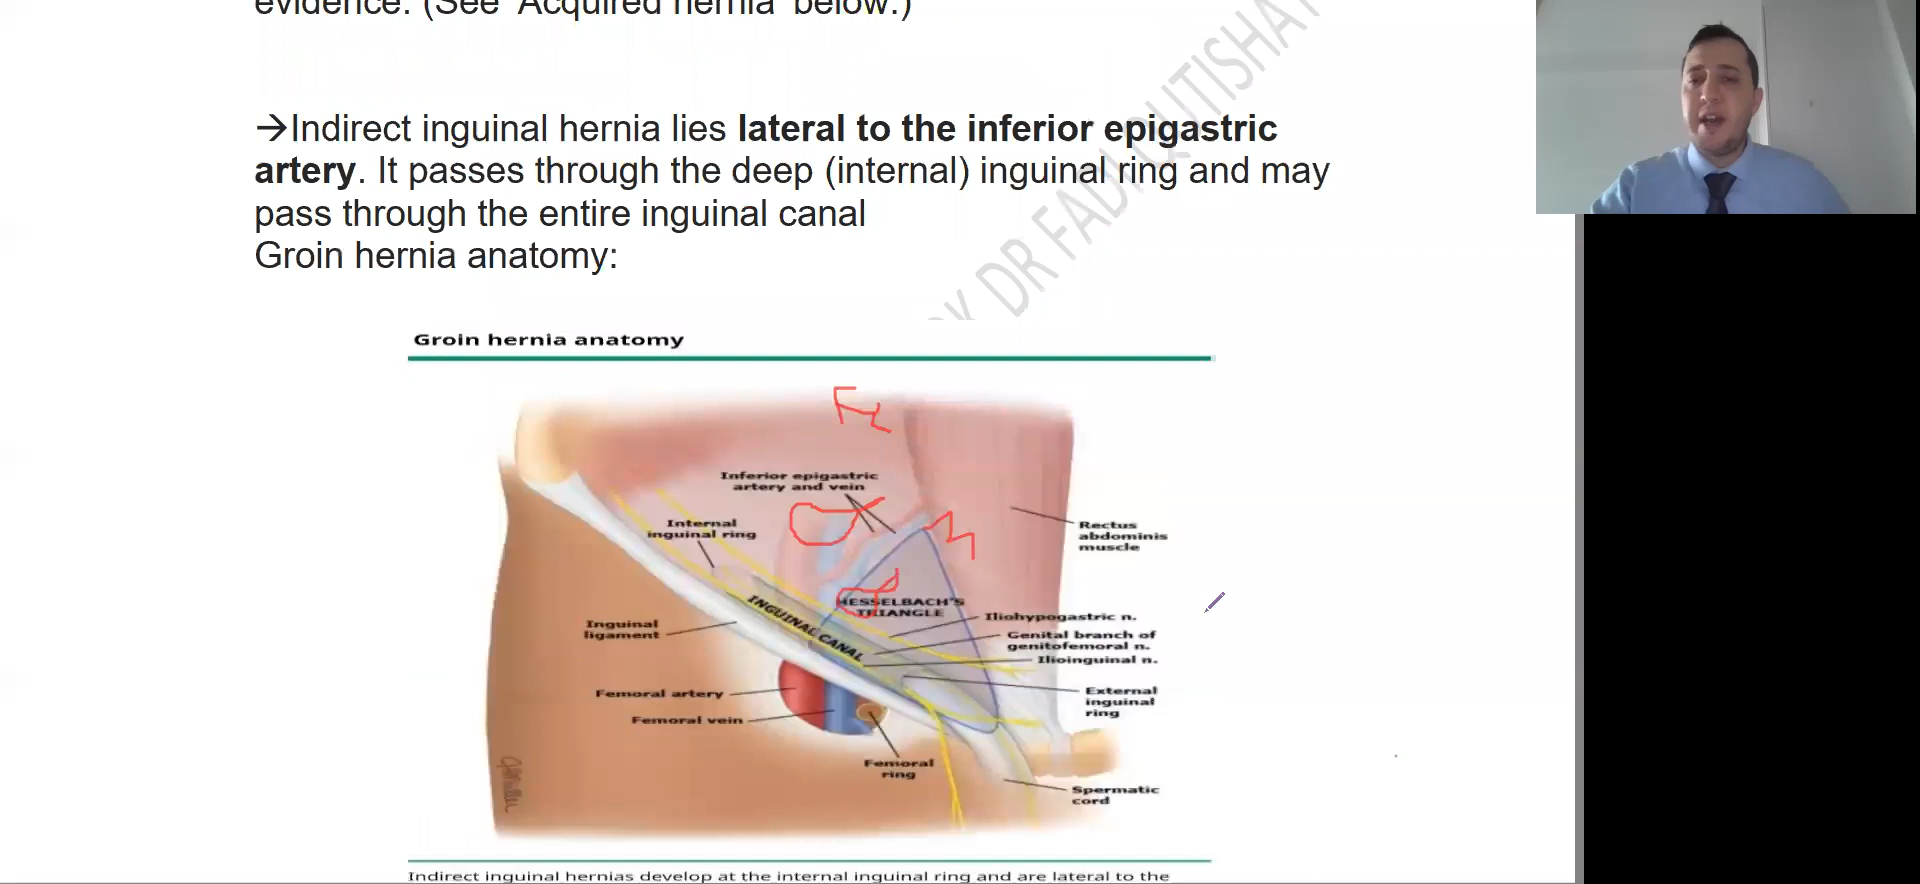 evidence. (See 'Acquired hernia' below.)
→Indirect inguinal hernia lies lateral to the inferior epigastric
artery. It passes through the deep (internal) inguinal ring and may
pass through the entire inguinal canal
Groin hernia anatomy:
DR FADI QUTISHAT
Groin hernia anatomy
Inferior epigastric
artery and vein
Internal
inguinal ring
Rectus
abdominis
muscle
HESSELBACH'S
TRIANGLE
INGUINAL CANAL
Iliohypogastric n.
Inguinal
ligament
Genital branch of
genitofemoral n.
Ilioinguinal n.
Femoral artery
External
inguinal
ring
Femoral vein
Femoral
ring
Spermatic
cord
Indirect inguinal hernias develop at the internal inguinal ring and are lateral to the